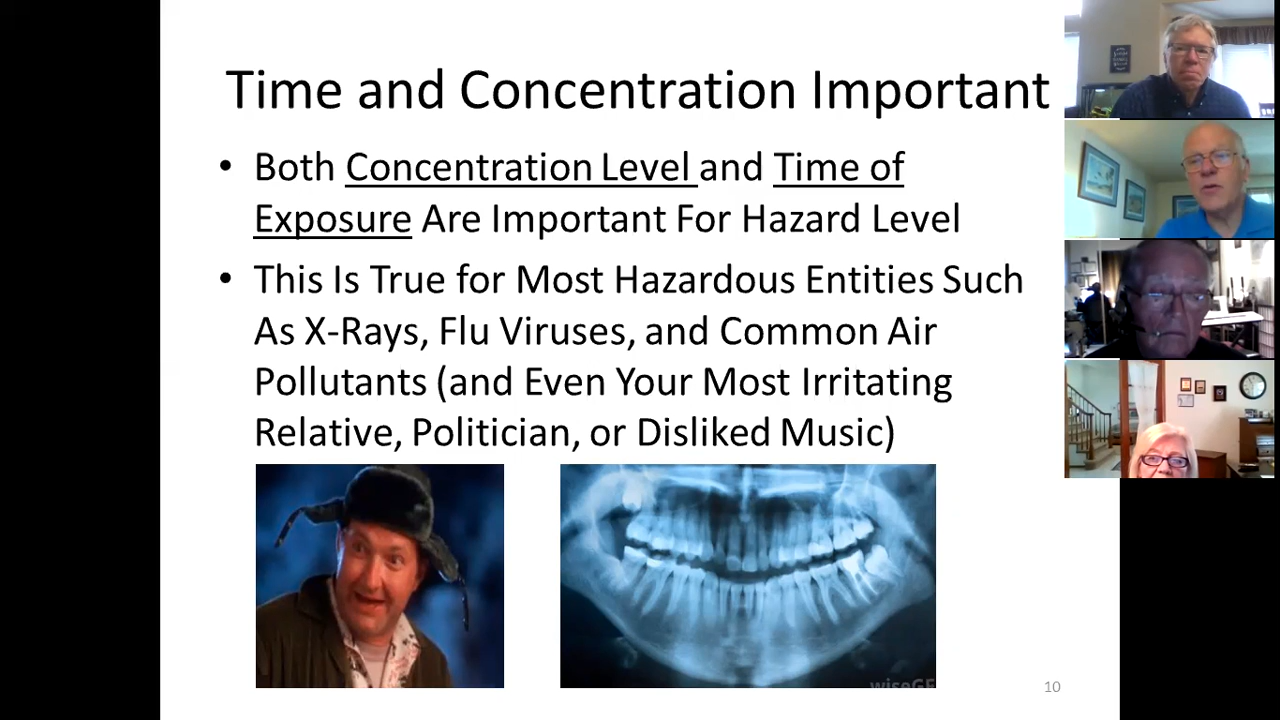 Time and Concentration Important
• Both Concentration Level and Time of
Exposure Are Important For Hazard Level
• This Is True for Most Hazardous Entities Such
As X-Rays, Flu Viruses, and Common Air
Pollutants (and Even Your Most Irritating
Relative, Politician, or Disliked Music)
10